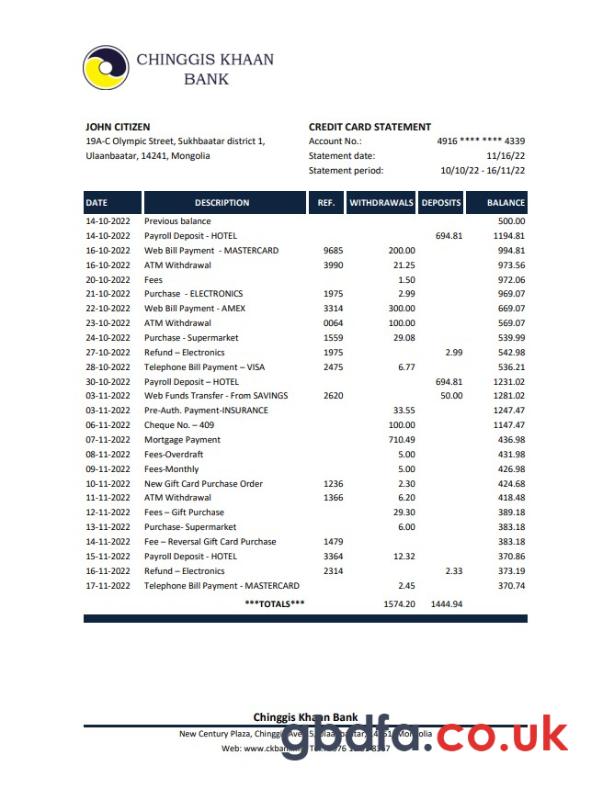 CHINGGIS KHAAN
BANK
JOHN CITIZEN
19A-C Olympic Street, Sukhbaatar district 1,
Ulaanbaatar, 14241, Mongolia
CREDIT CARD STATEMENT
Account No.: 4916 **** **** 4339
Statement date: 11/16/22
Statement period: 10/10/22 - 16/11/22
DATE DESCRIPTION REF. WITHDRAWALS DEPOSITS BALANCE
14-10-2022 Previous balance 500.00
14-10-2022 Payroll Deposit - HOTEL 694.81 1194.81
16-10-2022 Web Bill Payment - MASTERCARD 9685 200.00 994.81
16-10-2022 ATM Withdrawal 3990 21.25 973.56
20-10-2022 Fees 1.50 972.06
21-10-2022 Purchase - ELECTRONICS 1975 2.99 969.07
22-10-2022 Web Bill Payment - AMEX 3314 300.00 669.07
23-10-2022 ATM Withdrawal 0064 100.00 569.07
24-10-2022 Purchase - Supermarket 1559 29.08 539.99
27-10-2022 Refund – Electronics 1975 2.99 542.98
28-10-2022 Telephone Bill Payment – VISA 2475 6.77 536.21
30-10-2022 Payroll Deposit – HOTEL 694.81 1231.02
03-11-2022 Web Funds Transfer - From SAVINGS 2620 50.00 1281.02
03-11-2022 Pre-Auth. Payment-INSURANCE 33.55 1247.47
06-11-2022 Cheque No. – 409 100.00 1147.47
07-11-2022 Mortgage Payment 710.49 436.98
08-11-2022 Fees-Overdraft 5.00 431.98
09-11-2022 Fees-Monthly 5.00 426.98
10-11-2022 New Gift Card Purchase Order 1236 2.30 424.68
11-11-2022 ATM Withdrawal 1366 6.20 418.48
12-11-2022 Fees – Gift Purchase 29.30 389.18
13-11-2022 Purchase- Supermarket 6.00 383.18
14-11-2022 Fee – Reversal Gift Card Purchase 1479 383.18
15-11-2022 Payroll Deposit - HOTEL 3364 12.32 370.86
16-11-2022 Refund – Electronics 2314 2.33 373.19
17-11-2022 Telephone Bill Payment - MASTERCARD 2.45 370.74
***TOTALS*** 1574.20 1444.94
Chinggis Khaan Bank
New Century Plaza, Mongolia
Web:
gbdfa.co.uk